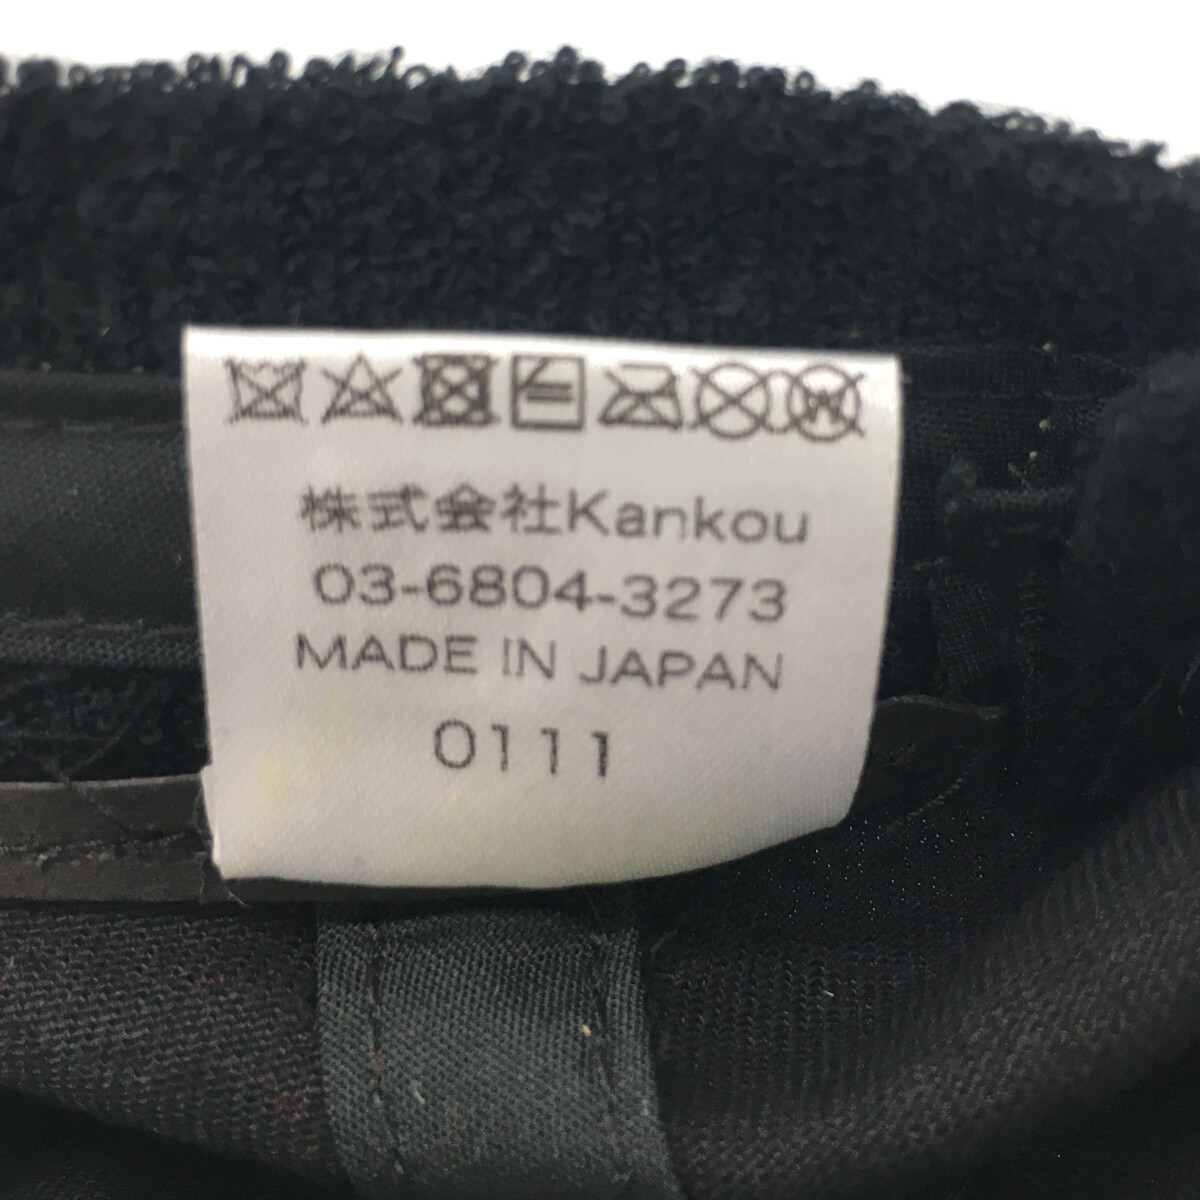 株式会社Kankou
03-6804-3273
MADE IN JAPAN
0111